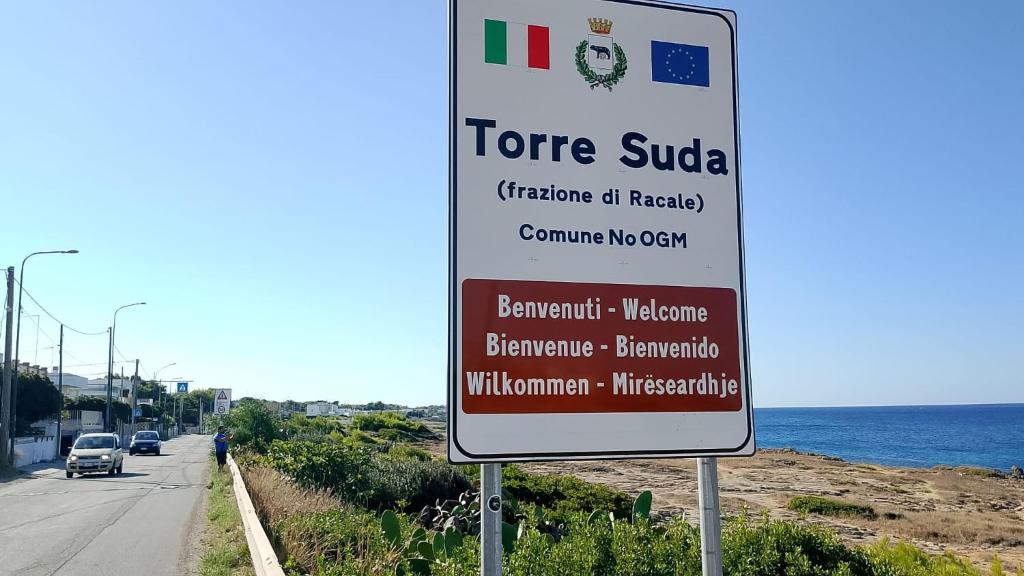 Torre Suda
(frazione di Racale)
Comune No OGM
Benvenuti - Welcome
Bienvenue - Bienvenido
Wilkommen - Mirëseardhje